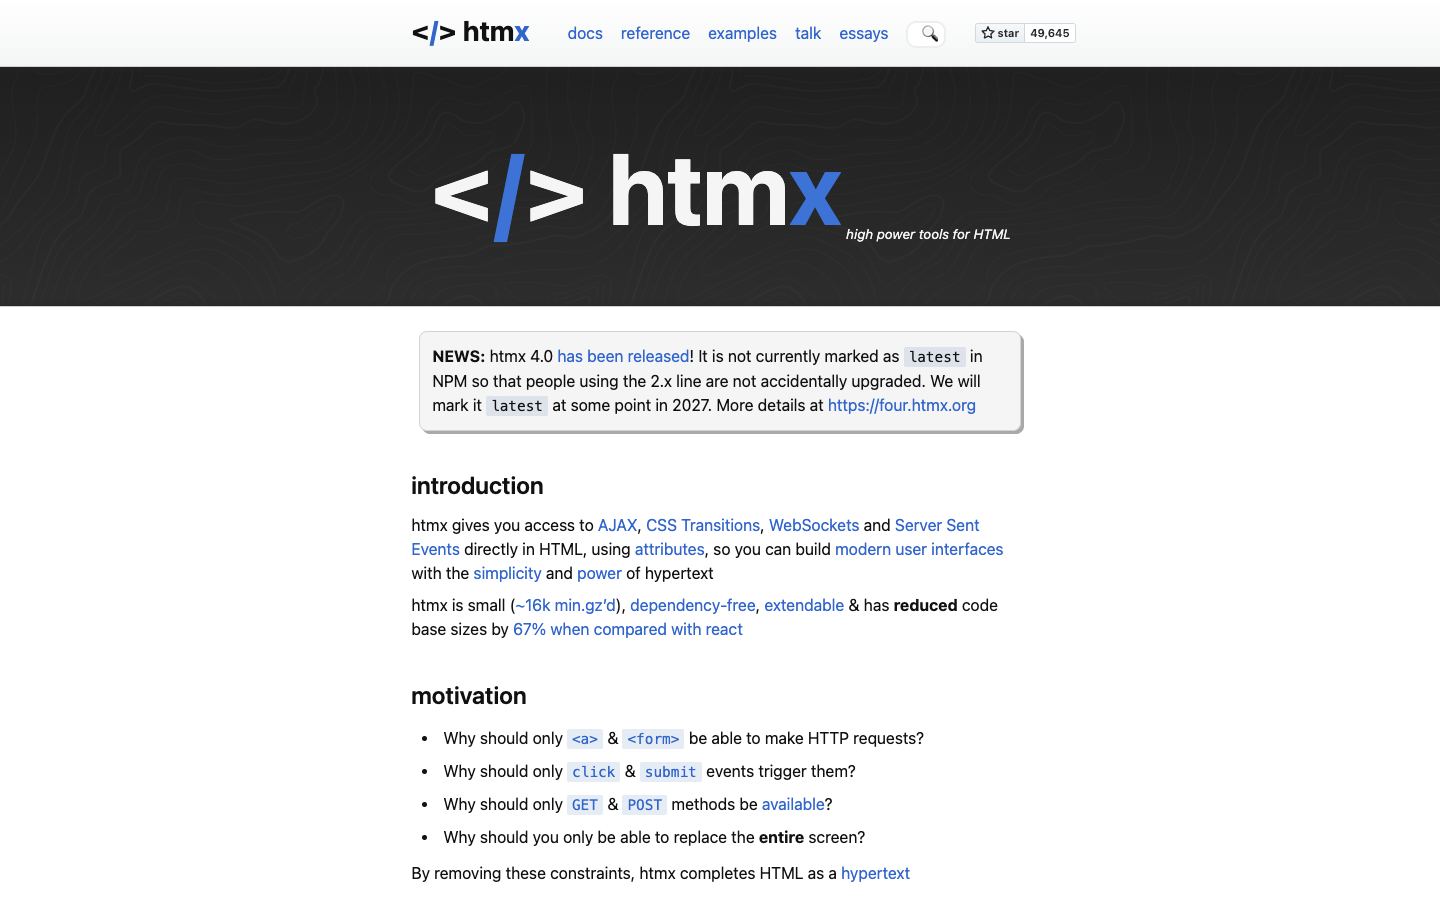 </> htmx docs reference examples talk essays star 49,645
</> htmx
high power tools for HTML
NEWS: htmx 4.0 has been released! It is not currently marked as latest in
NPM so that people using the 2.x line are not accidentally upgraded. We will
mark it latest at some point in 2027. More details at https://four.htmx.org
introduction
htmx gives you access to AJAX, CSS Transitions, WebSockets and Server Sent
Events directly in HTML, using attributes, so you can build modern user interfaces
with the simplicity and power of hypertext
htmx is small (~16k min.gz’d), dependency-free, extendable & has reduced code
base sizes by 67% when compared with react
motivation
• Why should only <a> & <form> be able to make HTTP requests?
• Why should only click & submit events trigger them?
• Why should only GET & POST methods be available?
• Why should you only be able to replace the entire screen?
By removing these constraints, htmx completes HTML as a hypertext